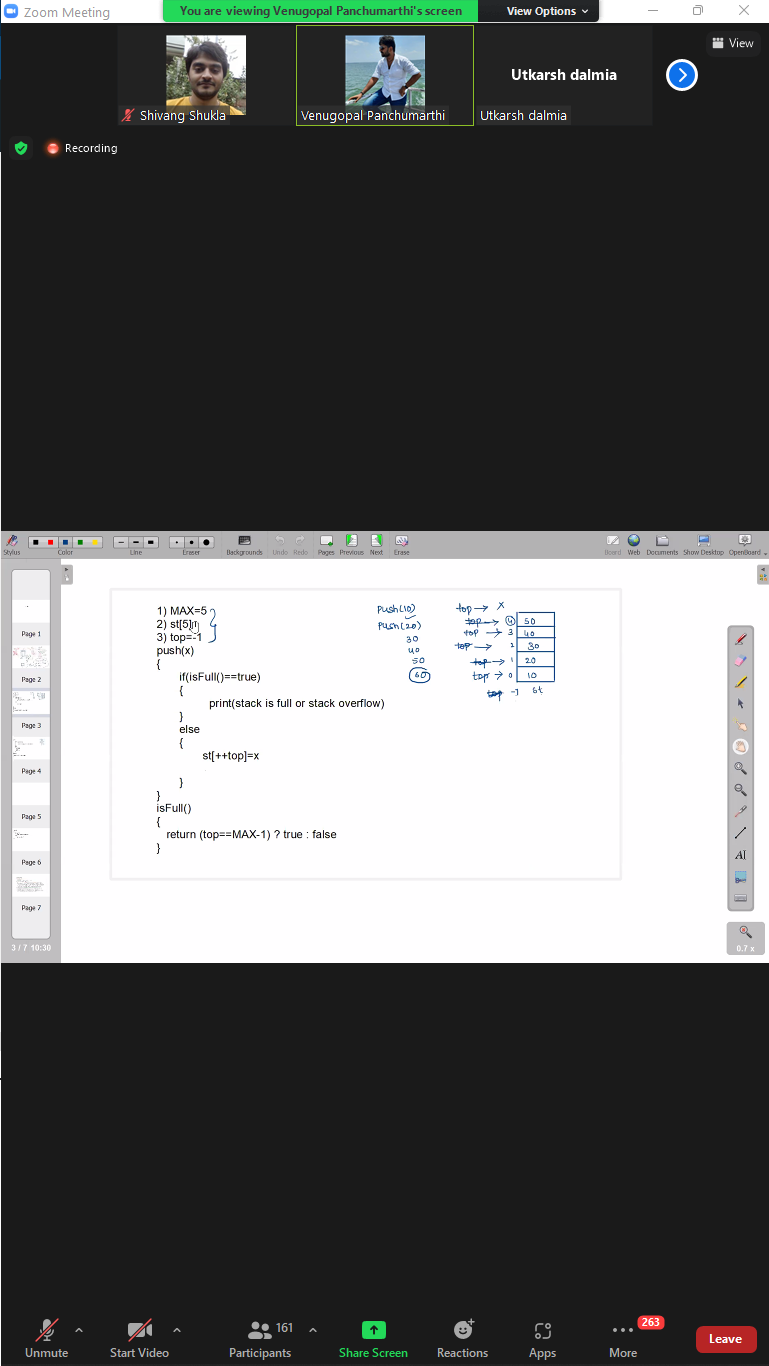 Zoom Meeting
You are viewing Venugopal Panchumarthi's screen
View Options
Utkarsh dalmia
View
Shivang Shukla
Venugopal Panchumarthi
Utkarsh dalmia
Recording
Stylus
Color
Line
Eraser
Backgrounds
Undo
Redo
Pages
Previous
Next
Erase
Board
Web
Documents
Show Desktop
OpenBoard
Page 1
Page 2
Page 3
Page 4
Page 5
Page 6
Page 7
3 / 7 10:30
1) MAX=5
2) st[5]
3) top=-1
push(x)
{
if(isFull()==true)
{
print(stack is full or stack overflow)
}
else
{
st[++top]=x
}
}
isFull()
{
return (top==MAX-1) ? true : false
}
push(10)
push(20)
30
40
50
60
top → X
top → 4 50
top → 3 40
top → 2 30
top → 1 20
top → 0 10
top -1 st
AI
0.7 x
Unmute
Start Video
161
Participants
Share Screen
Reactions
Apps
263
More
Leave